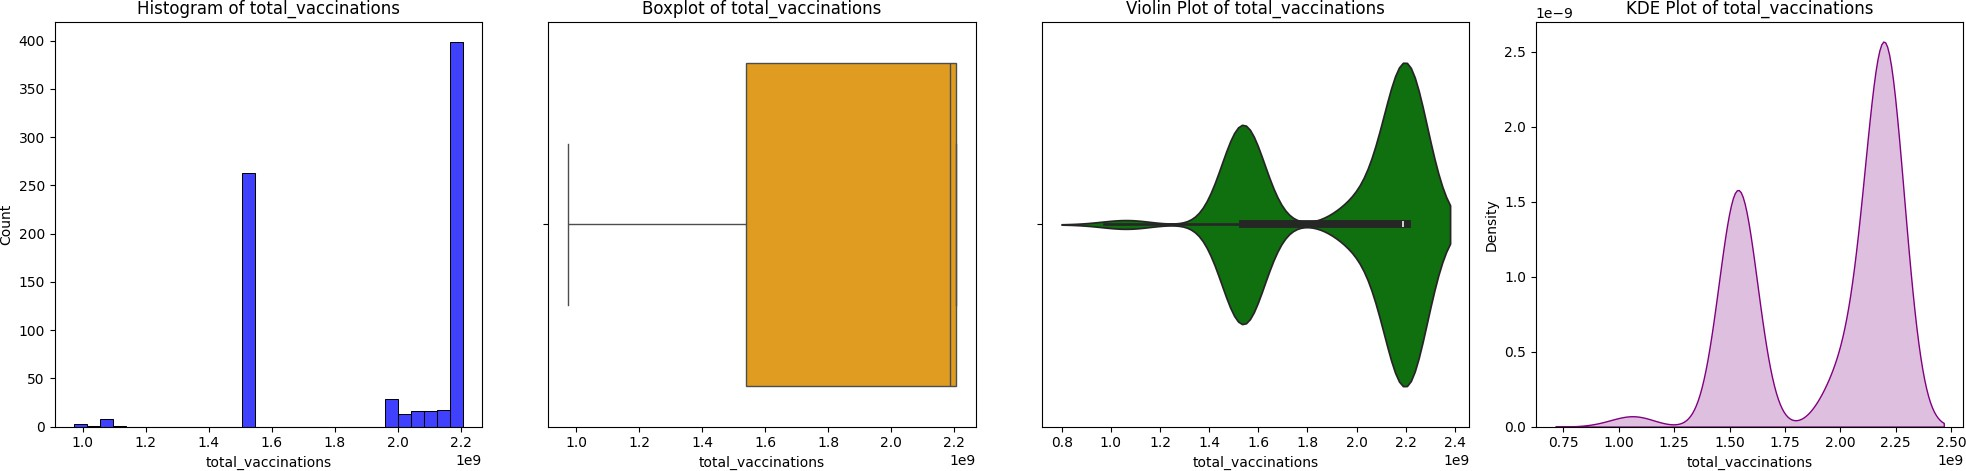 Histogram of total_vaccinations
400
350
300
250
200
150
100
50
0
Count
1.0 1.2 1.4 1.6 1.8 2.0 2.2
1e9
total_vaccinations
Boxplot of total_vaccinations
1.0 1.2 1.4 1.6 1.8 2.0 2.2
1e9
total_vaccinations
Violin Plot of total_vaccinations
0.8 1.0 1.2 1.4 1.6 1.8 2.0 2.2 2.4
1e9
total_vaccinations
KDE Plot of total_vaccinations
1e−9
2.5
2.0
1.5
1.0
0.5
0.0
Density
0.75 1.00 1.25 1.50 1.75 2.00 2.25 2.50
1e9
total_vaccinations